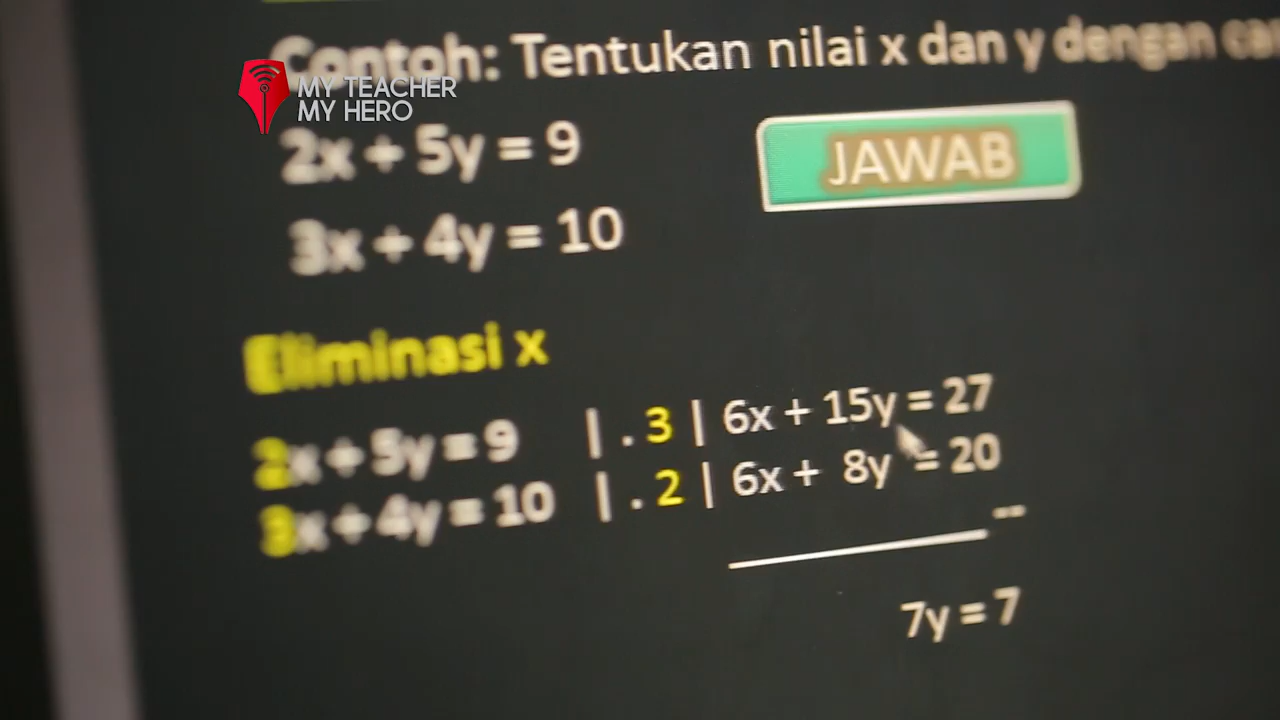 Contoh: Tentukan nilai x dan y dengan
MY TEACHER
MY HERO
2x + 5y = 9
JAWAB
3x + 4y = 10
Eliminasi x
2x + 5y = 9 | . 3 | 6x + 15y = 27
3x + 4y = 10 | . 2 | 6x + 8y = 20
--
7y = 7